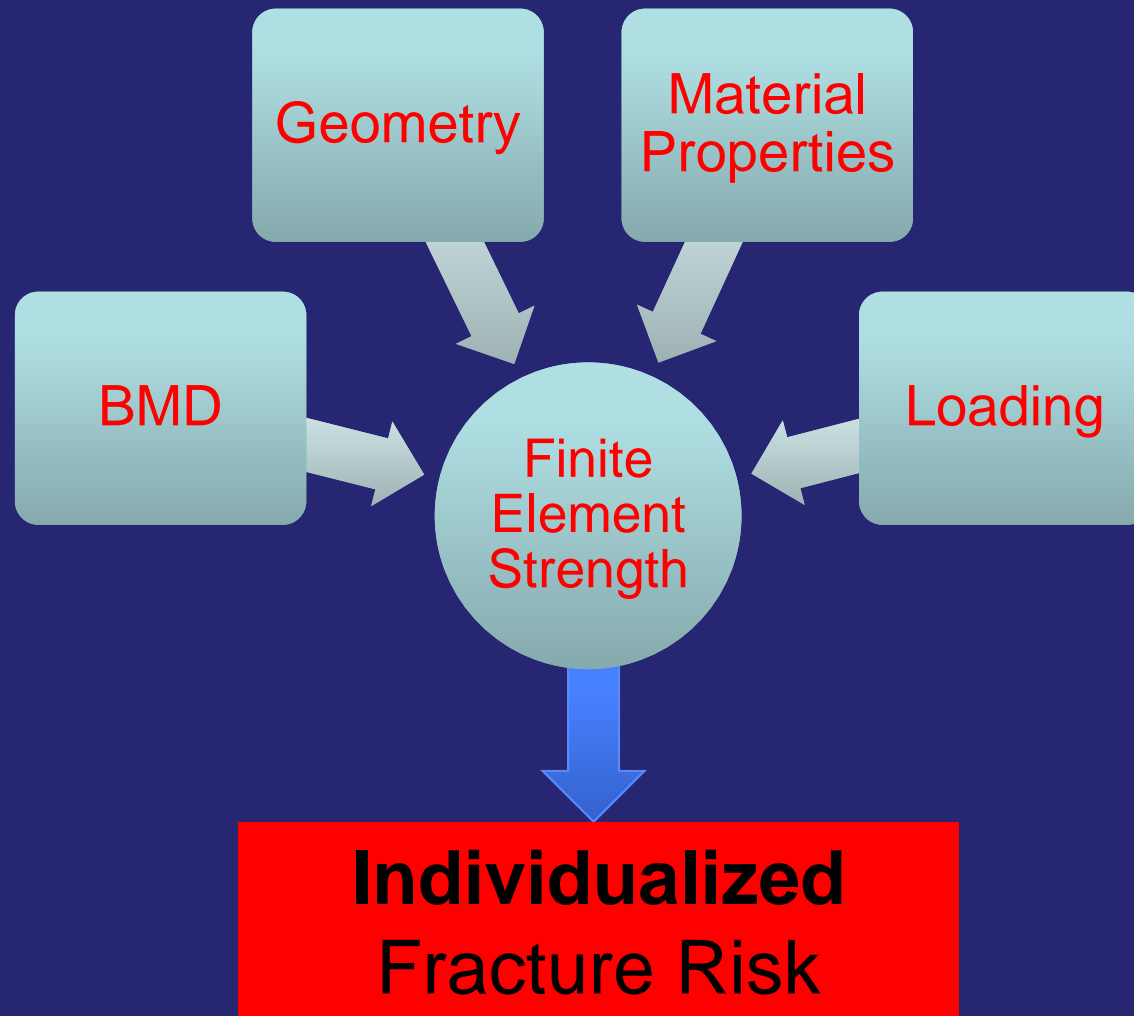 Geometry
Material
Properties
BMD
Loading
Finite
Element
Strength
Individualized
Fracture Risk